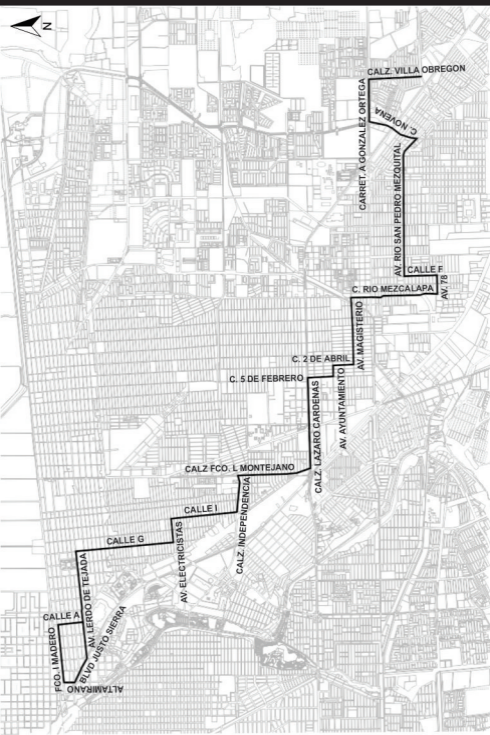 N
CALZ. VILLA OBREGON
CARRET. A GONZALEZ ORTEGA
C. NOVENA
AV. RIO SAN PEDRO MEZQUITAL
CALLE F
C. RIO MEZCALAPA
AV. 78
AV. MAGISTERIO
C. 2 DE ABRIL
C. 5 DE FEBRERO
AV. AYUNTAMIENTO
CALZ. LAZARO CARDENAS
CALZ FCO. L MONTEJANO
CALZ. INDEPENDENCIA
CALLE I
AV. ELECTRICISTAS
CALLE G
AV. LERDO DE TEJADA
CALLE A
FCO. I MADERO
BLVD JUSTO SIERRA
ALTAMIRANO